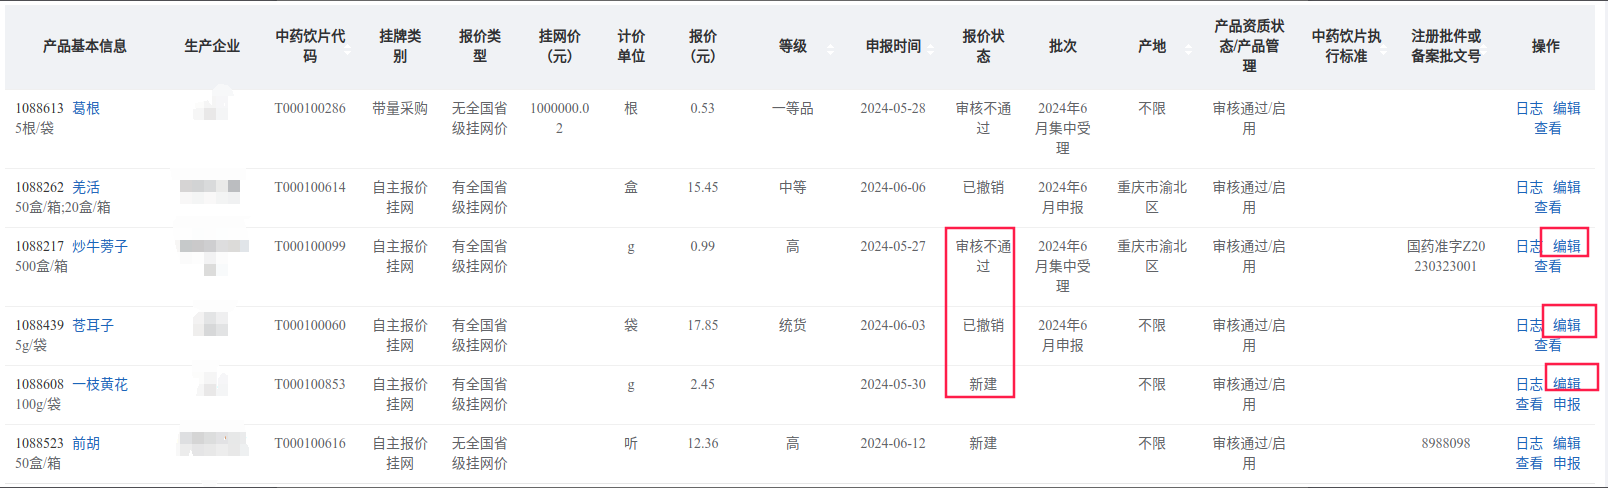 产品基本信息 生产企业 中药饮片代码 挂牌类别 报价类型 挂网价（元） 计价单位 报价（元） 等级 申报时间 报价状态 批次 产地 产品资质状态/产品管理 中药饮片执行标准 注册批件或备案批文号 操作
1088613 葛根 T000100286 带量采购 无全国省 1000000.0 根 0.53 一等品 2024-05-28 审核不通 2024年6 不限 审核通过/启 日志 编辑
5根/袋 级挂网价 2 过 月集中受 用 查看
理
1088262 羌活 T000100614 自主报价 有全国省 盒 15.45 中等 2024-06-06 已撤销 2024年6 重庆市渝北 审核通过/启 日志 编辑
50盒/箱;20盒/箱 挂网 级挂网价 月申报 区 用 查看
1088217 炒牛蒡子 T000100099 自主报价 有全国省 g 0.99 高 2024-05-27 审核不通 2024年6 重庆市渝北 审核通过/启 国药准字Z20 日志 编辑
500盒/箱 挂网 级挂网价 过 月集中受 区 用 230323001 查看
理
1088439 苍耳子 T000100060 自主报价 有全国省 袋 17.85 统货 2024-06-03 已撤销 2024年6 不限 审核通过/启 日志 编辑
5g/袋 挂网 级挂网价 月申报 用 查看
1088608 一枝黄花 T000100853 自主报价 有全国省 g 2.45 2024-05-30 新建 不限 审核通过/启 日志 编辑
100g/袋 挂网 级挂网价 用 查看 申报
1088523 前胡 T000100616 自主报价 无全国省 听 12.36 高 2024-06-12 新建 不限 审核通过/启 8988098 日志 编辑
50盒/箱 挂网 级挂网价 用 查看 申报